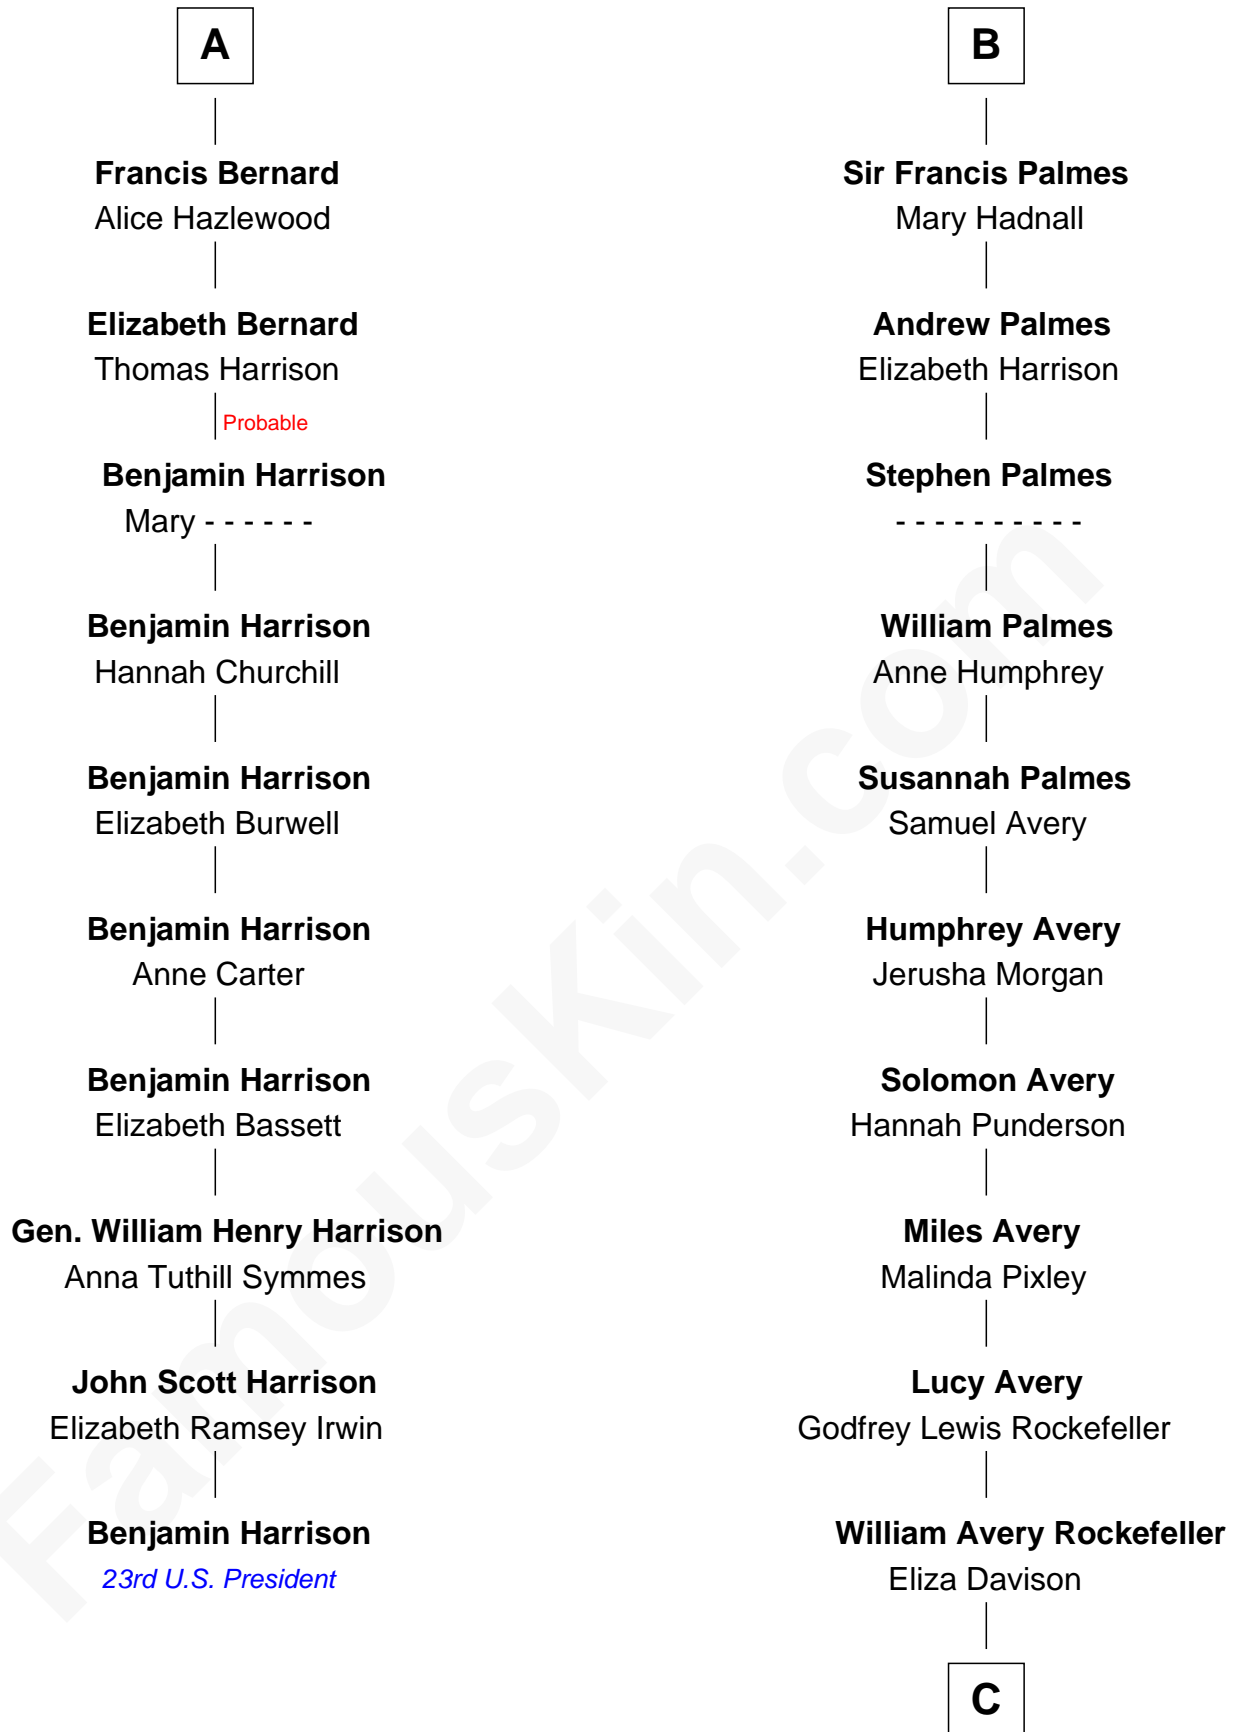 A
Francis Bernard
Alice Hazlewood
Elizabeth Bernard
Thomas Harrison
Probable
Benjamin Harrison
Mary - - - - - -
Benjamin Harrison
Hannah Churchill
Benjamin Harrison
Elizabeth Burwell
Benjamin Harrison
Anne Carter
Benjamin Harrison
Elizabeth Bassett
Gen. William Henry Harrison
Anna Tuthill Symmes
John Scott Harrison
Elizabeth Ramsey Irwin
Benjamin Harrison
23rd U.S. President
B
Sir Francis Palmes
Mary Hadnall
Andrew Palmes
Elizabeth Harrison
Stephen Palmes
- - - - - - - - - -
William Palmes
Anne Humphrey
Susannah Palmes
Samuel Avery
Humphrey Avery
Jerusha Morgan
Solomon Avery
Hannah Punderson
Miles Avery
Malinda Pixley
Lucy Avery
Godfrey Lewis Rockefeller
William Avery Rockefeller
Eliza Davison
C
FamousKin.com